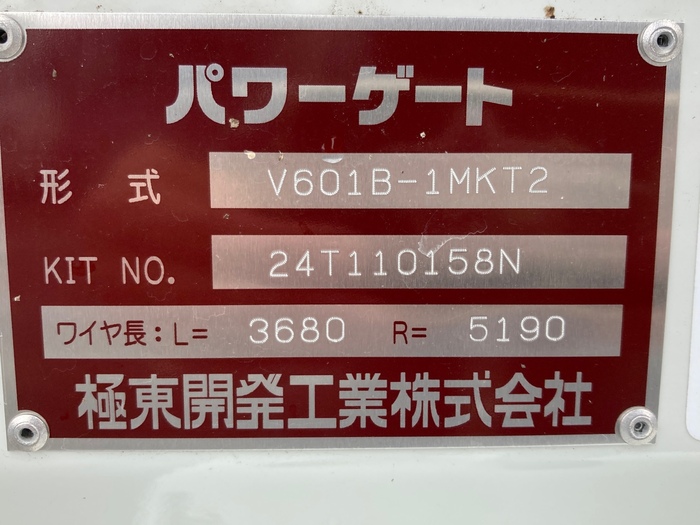 パワーゲート
形 式 V601B-1MKT2
KIT NO. 24T110158N
ワイヤ長：L= 3680 R= 5190
極東開発工業株式会社